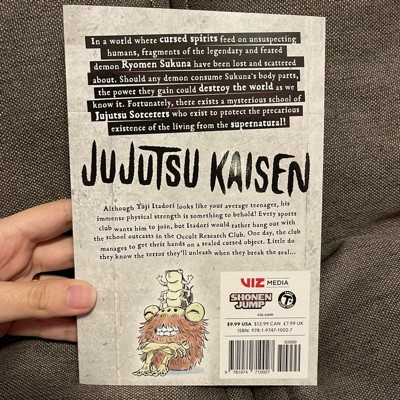 In a world where cursed spirits feed on unsuspecting
humans, fragments of the legendary and feared
demon Ryomen Sukuna have been lost and scattered
about. Should any demon consume Sukuna's body parts,
the power they gain could destroy the world as we
know it. Fortunately, there exists a mysterious school of
Jujutsu Sorcerers who exist to protect the precarious
existence of the living from the supernatural!
JUJUTSU KAISEN
Although Yuji Itadori looks like your average teenager, his
immense physical strength is something to behold! Every sports
club wants him to join, but Itadori would rather hang out with
the school outcasts in the Occult Research Club. One day, the club
manages to get their hands on a sealed cursed object. Little do
they know the terror they'll unleash when they break the seal...
VIZ MEDIA
SHONEN
JUMP
T
viz.com
$9.99 USA $12.99 CAN £7.99 UK
ISBN: 978-1-9747-1002-7
50999
9 781974 710027